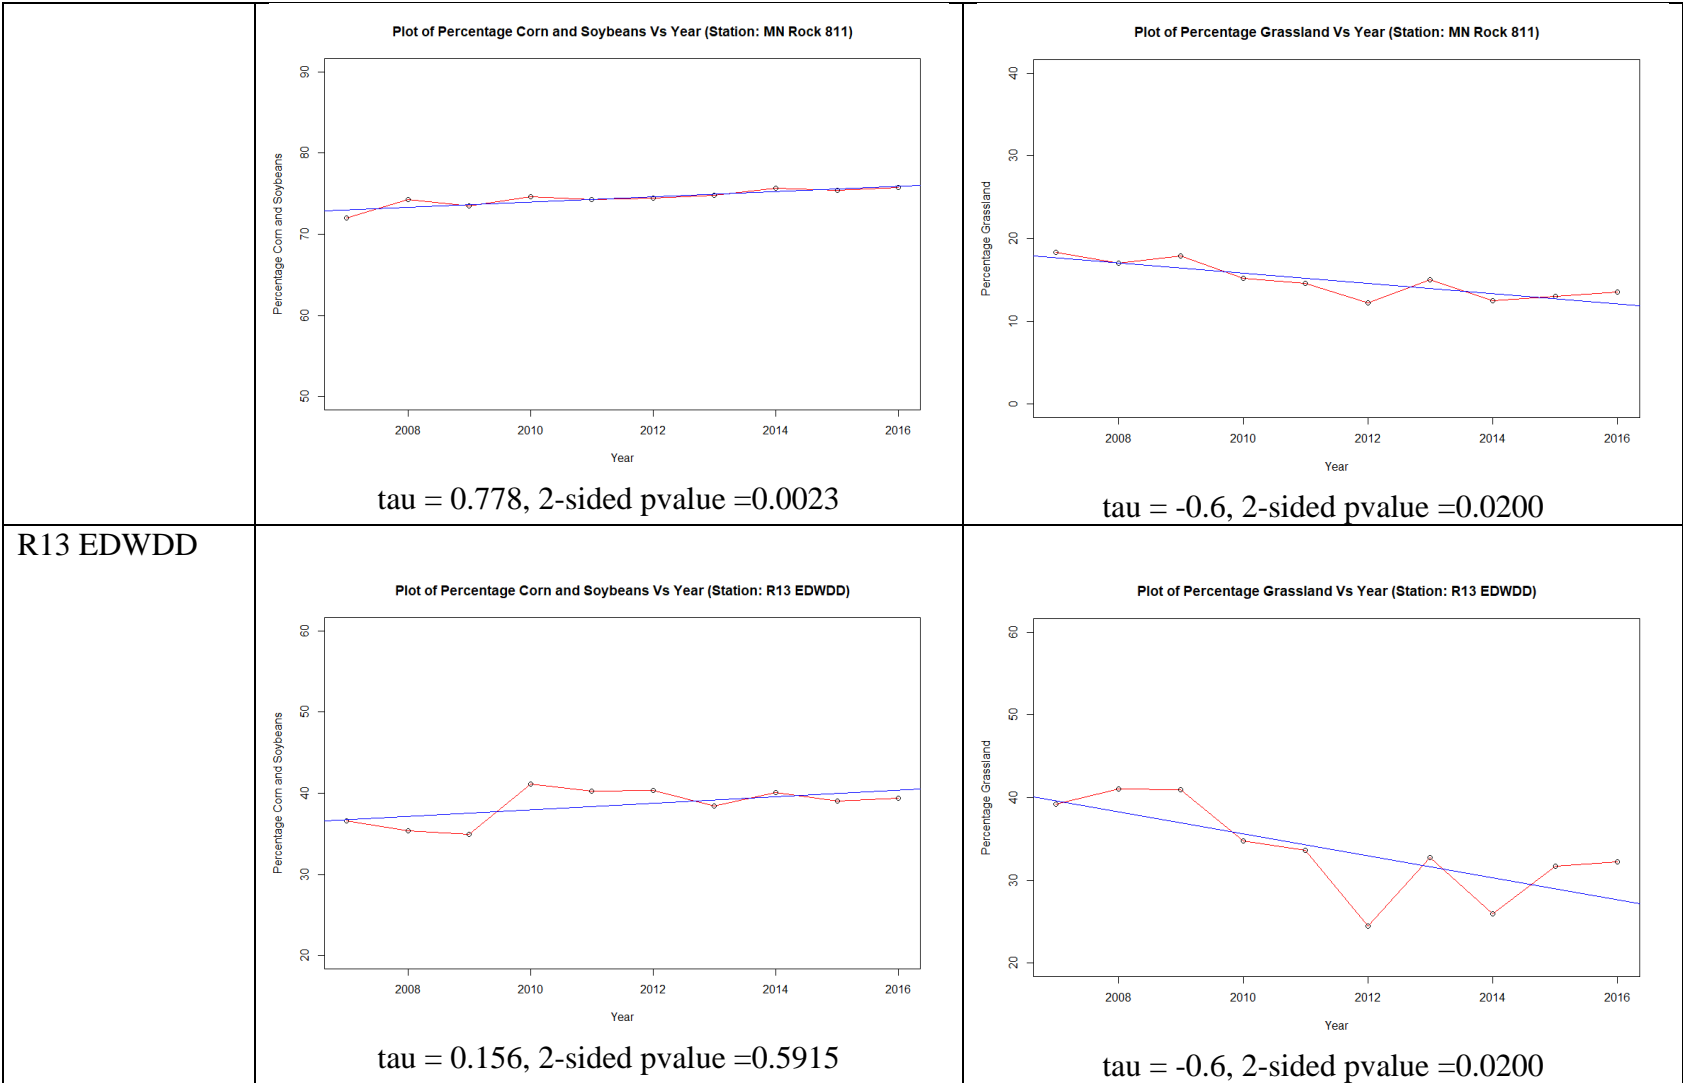 Plot of Percentage Corn and Soybeans Vs Year (Station: MN Rock 811)
Percentage Corn and Soybeans
90
80
70
60
50
2008 2010 2012 2014 2016
Year
tau = 0.778, 2-sided pvalue =0.0023
Plot of Percentage Grassland Vs Year (Station: MN Rock 811)
Percentage Grassland
40
30
20
10
0
2008 2010 2012 2014 2016
Year
tau = -0.6, 2-sided pvalue =0.0200
R13 EDWDD
Plot of Percentage Corn and Soybeans Vs Year (Station: R13 EDWDD)
Percentage Corn and Soybeans
60
50
40
30
20
2008 2010 2012 2014 2016
Year
tau = 0.156, 2-sided pvalue =0.5915
Plot of Percentage Grassland Vs Year (Station: R13 EDWDD)
Percentage Grassland
60
50
40
30
20
2008 2010 2012 2014 2016
Year
tau = -0.6, 2-sided pvalue =0.0200